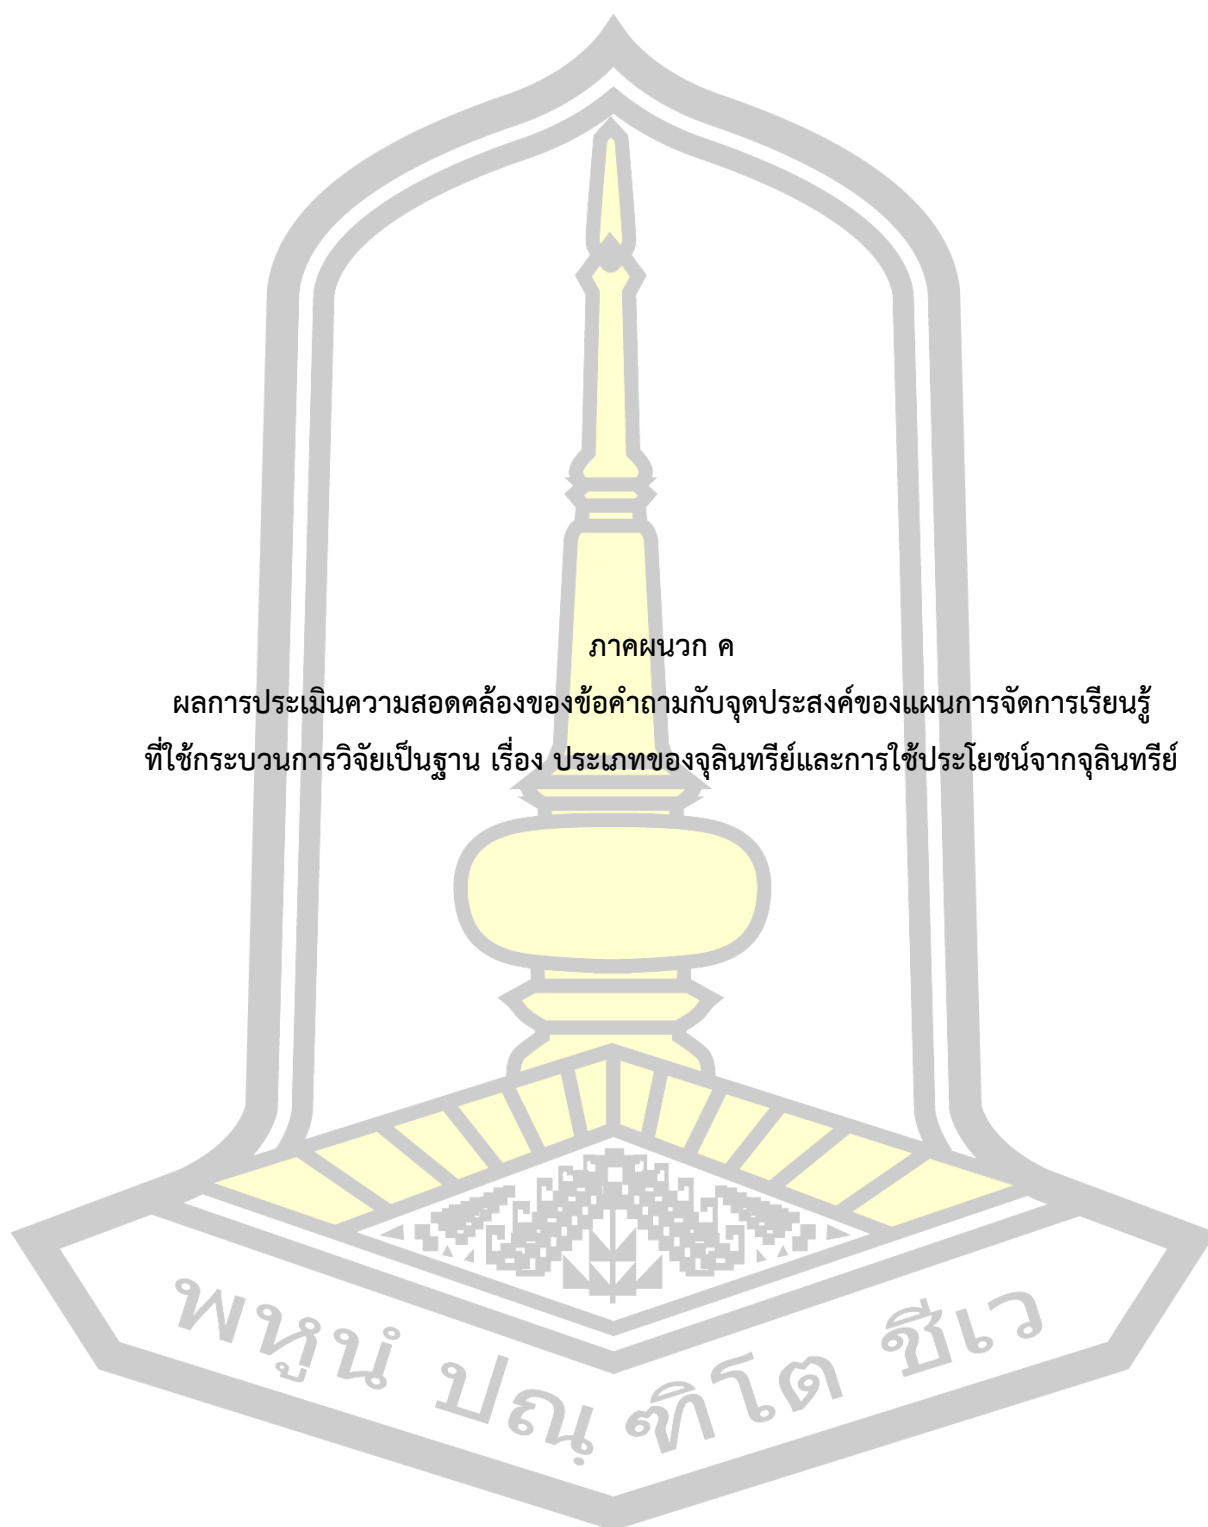 ภาคผนวก ค
ผลการประเมินความสอดคล้องของข้อคำถามกับจุดประสงค์ของแผนการจัดการเรียนรู้
ที่ใช้กระบวนการวิจัยเป็นฐาน เรื่อง ประเภทของจุลินทรีย์และการใช้ประโยชน์จากจุลินทรีย์
พหูนํ ปณฺฑิโต ชีเว